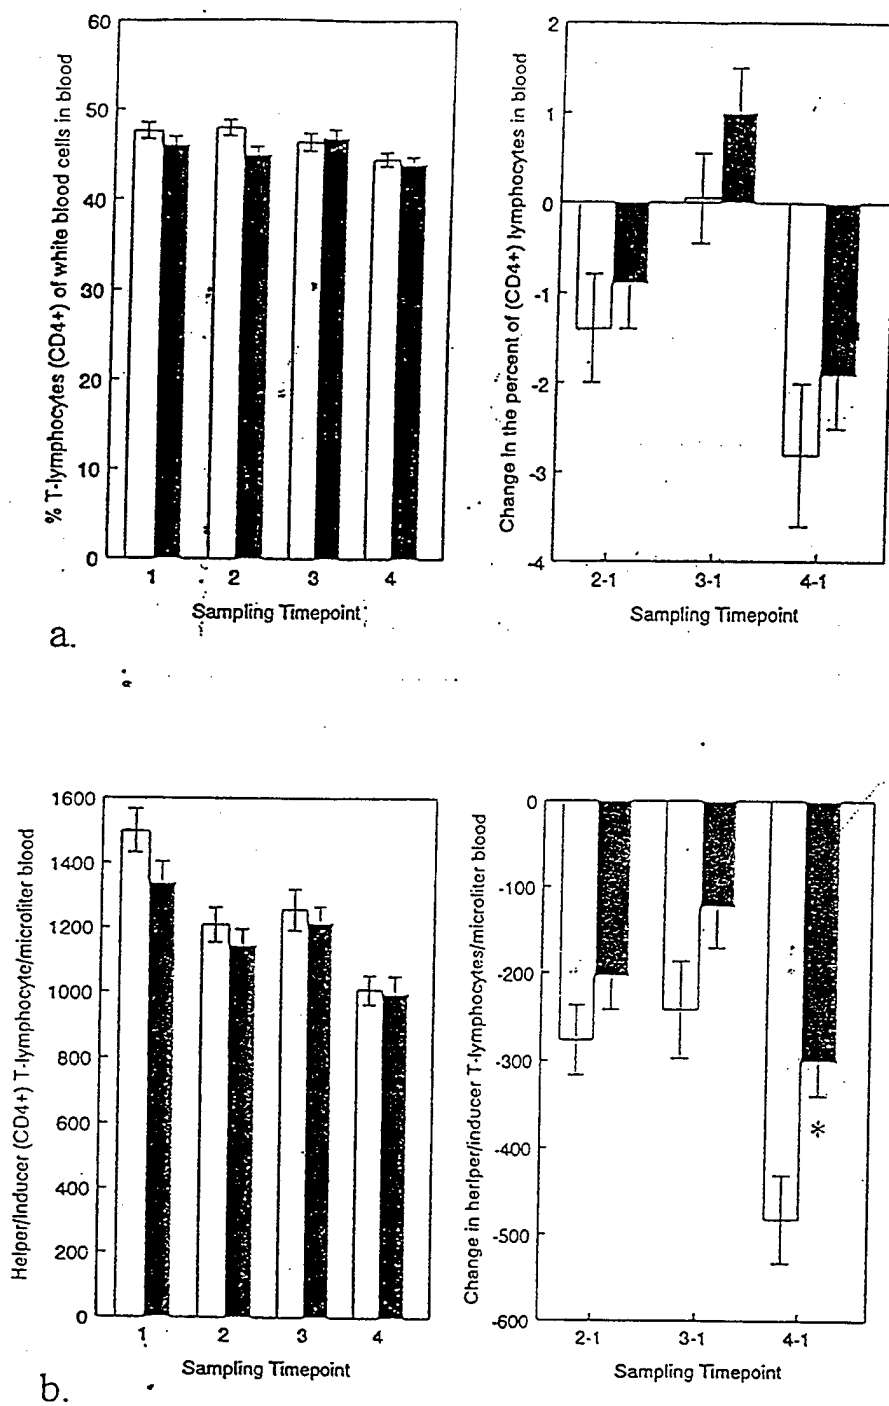 % T-lymphocytes (CD4+) of white blood cells in blood
60
50
40
30
20
10
0
1 2 3 4
Sampling Timepoint
Change in the percent of (CD4+) lymphocytes in blood
2
1
0
-1
-2
-3
-4
2-1 3-1 4-1
Sampling Timepoint
a.
Helper/Inducer (CD4+) T-lymphocyte/microliter blood
1600
1400
1200
1000
800
600
400
200
0
1 2 3 4
Sampling Timepoint
Change in herlper/inducer T-lymphocytes/microliter blood
0
-100
-200
-300
-400
-500
-600
*
2-1 3-1 4-1
Sampling Timepoint
b.